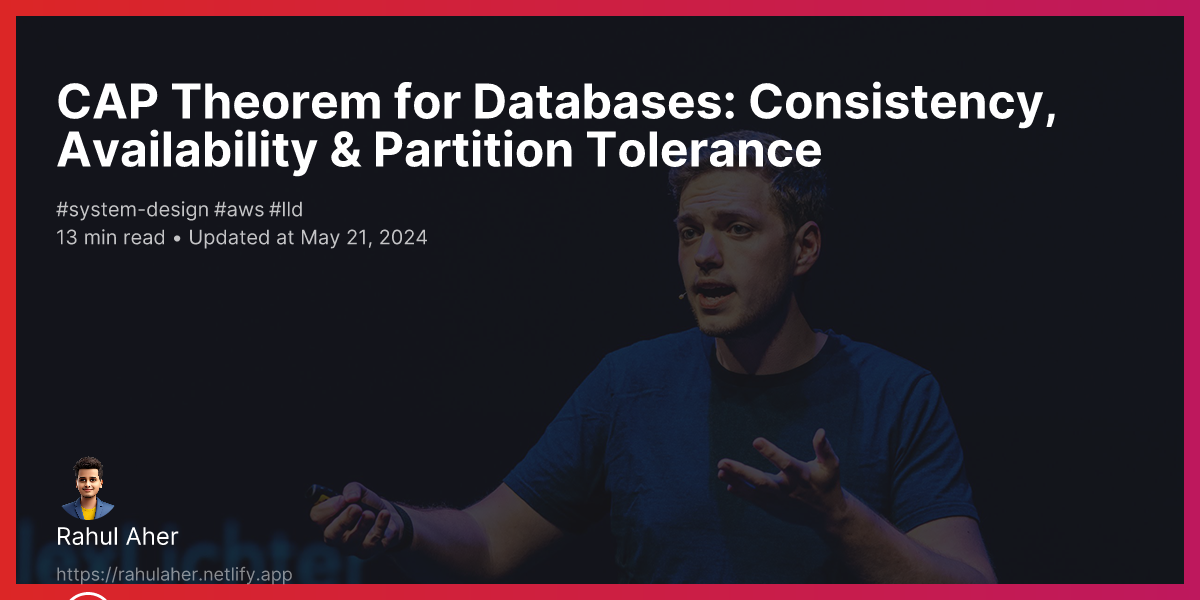 CAP Theorem for Databases: Consistency,
Availability & Partition Tolerance
#system-design #aws #lld
13 min read • Updated at May 21, 2024
Rahul Aher
https://rahulaher.netlify.app